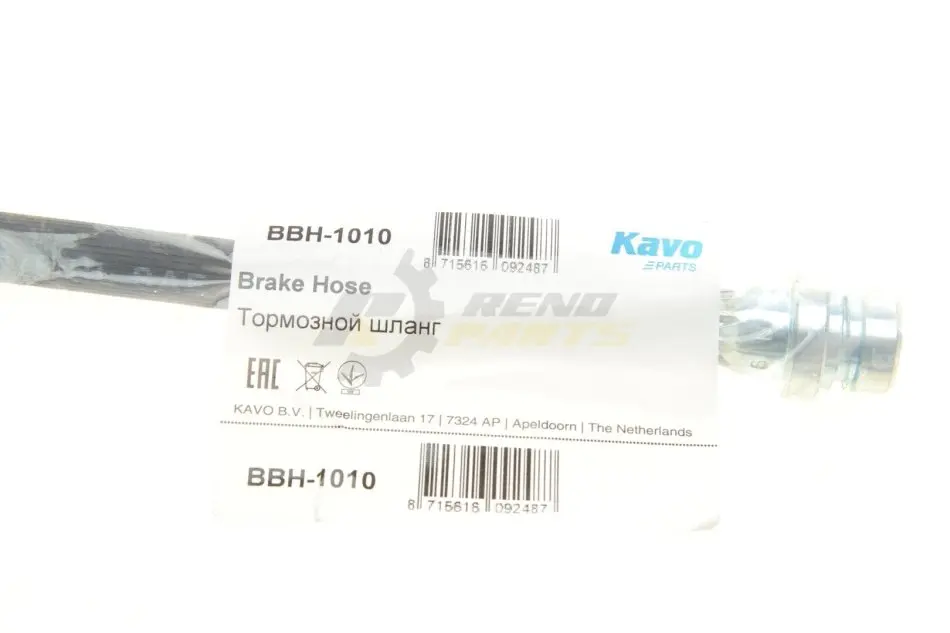 BBH-1010
8 715616 092487
Kavo
PARTS
Brake Hose
Тормозной шланг
RENO
PARTS
EAC
KAVO B.V. | Tweelingenlaan 17 | 7324 AP | Apeldoorn | The Netherlands
BBH-1010
8 715616 092487